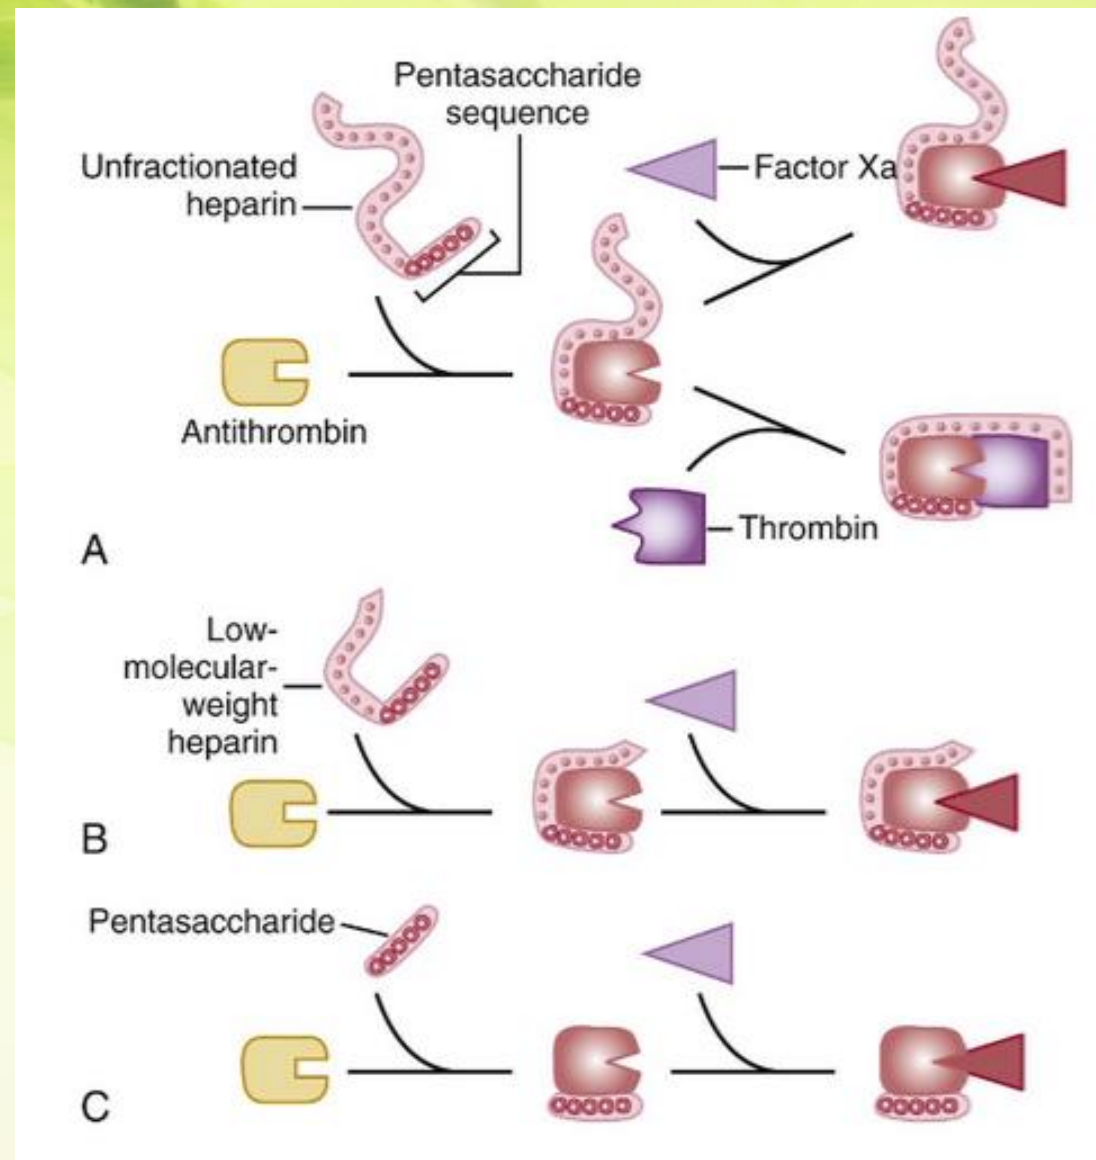 Pentasaccharide
sequence
Unfractionated
heparin
Factor Xa
Antithrombin
Thrombin
A
Low-
molecular-
weight
heparin
B
Pentasaccharide
C